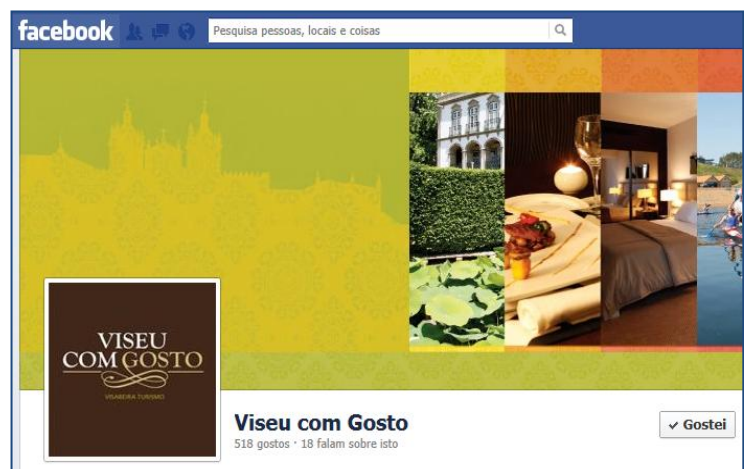 facebook
Pesquisa pessoas, locais e coisas
VISEU
COM GOSTO
VISABEIRA TURISMO
Viseu com Gosto
518 gostos · 18 falam sobre isto
✓ Gostei